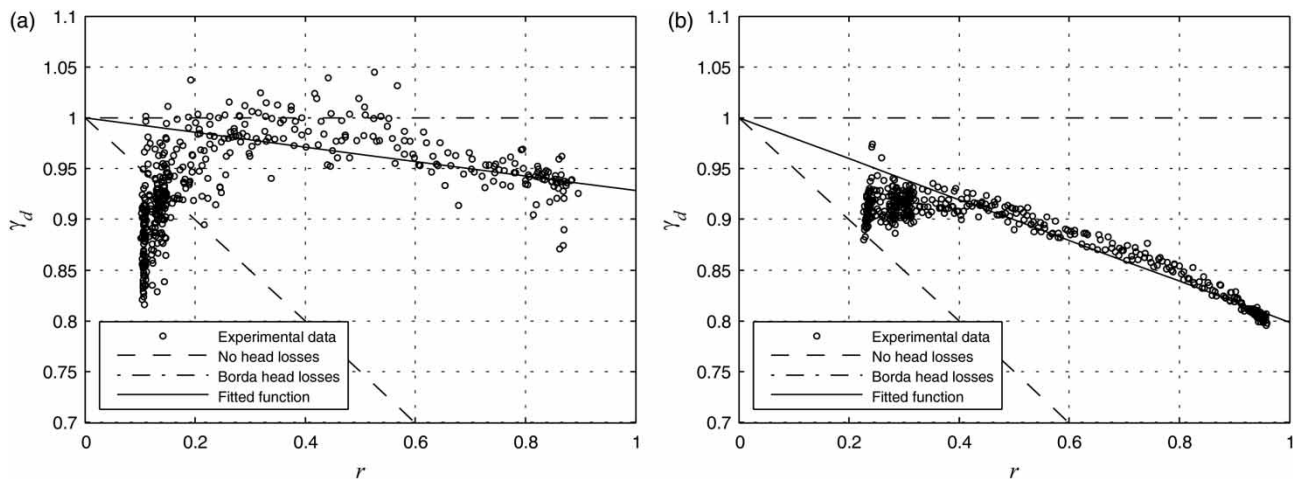 (a)
1.1
1.05
1
0.95
0.9
0.85
0.8
0.75
0.7
γd
0 0.2 0.4 0.6 0.8 1
r
Experimental data
No head losses
Borda head losses
Fitted function
(b)
1.1
1.05
1
0.95
0.9
0.85
0.8
0.75
0.7
γd
0 0.2 0.4 0.6 0.8 1
r
Experimental data
No head losses
Borda head losses
Fitted function